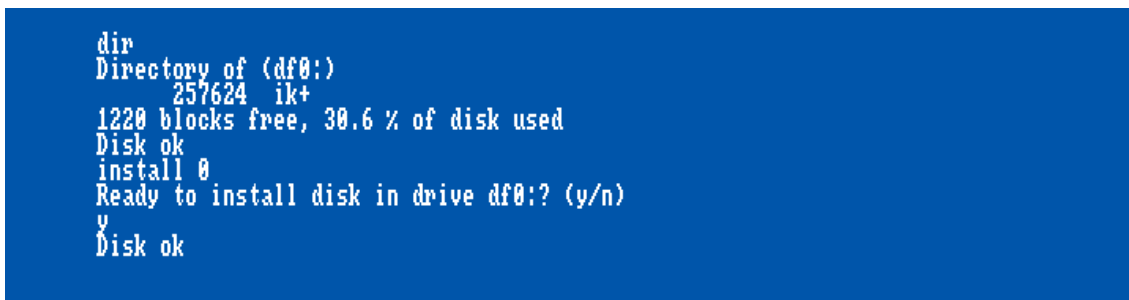 dir
Directory of (df0:)
257624 ik+
1220 blocks free, 30.6 % of disk used
Disk ok
install 0
Ready to install disk in drive df0:? (y/n)
y
Disk ok